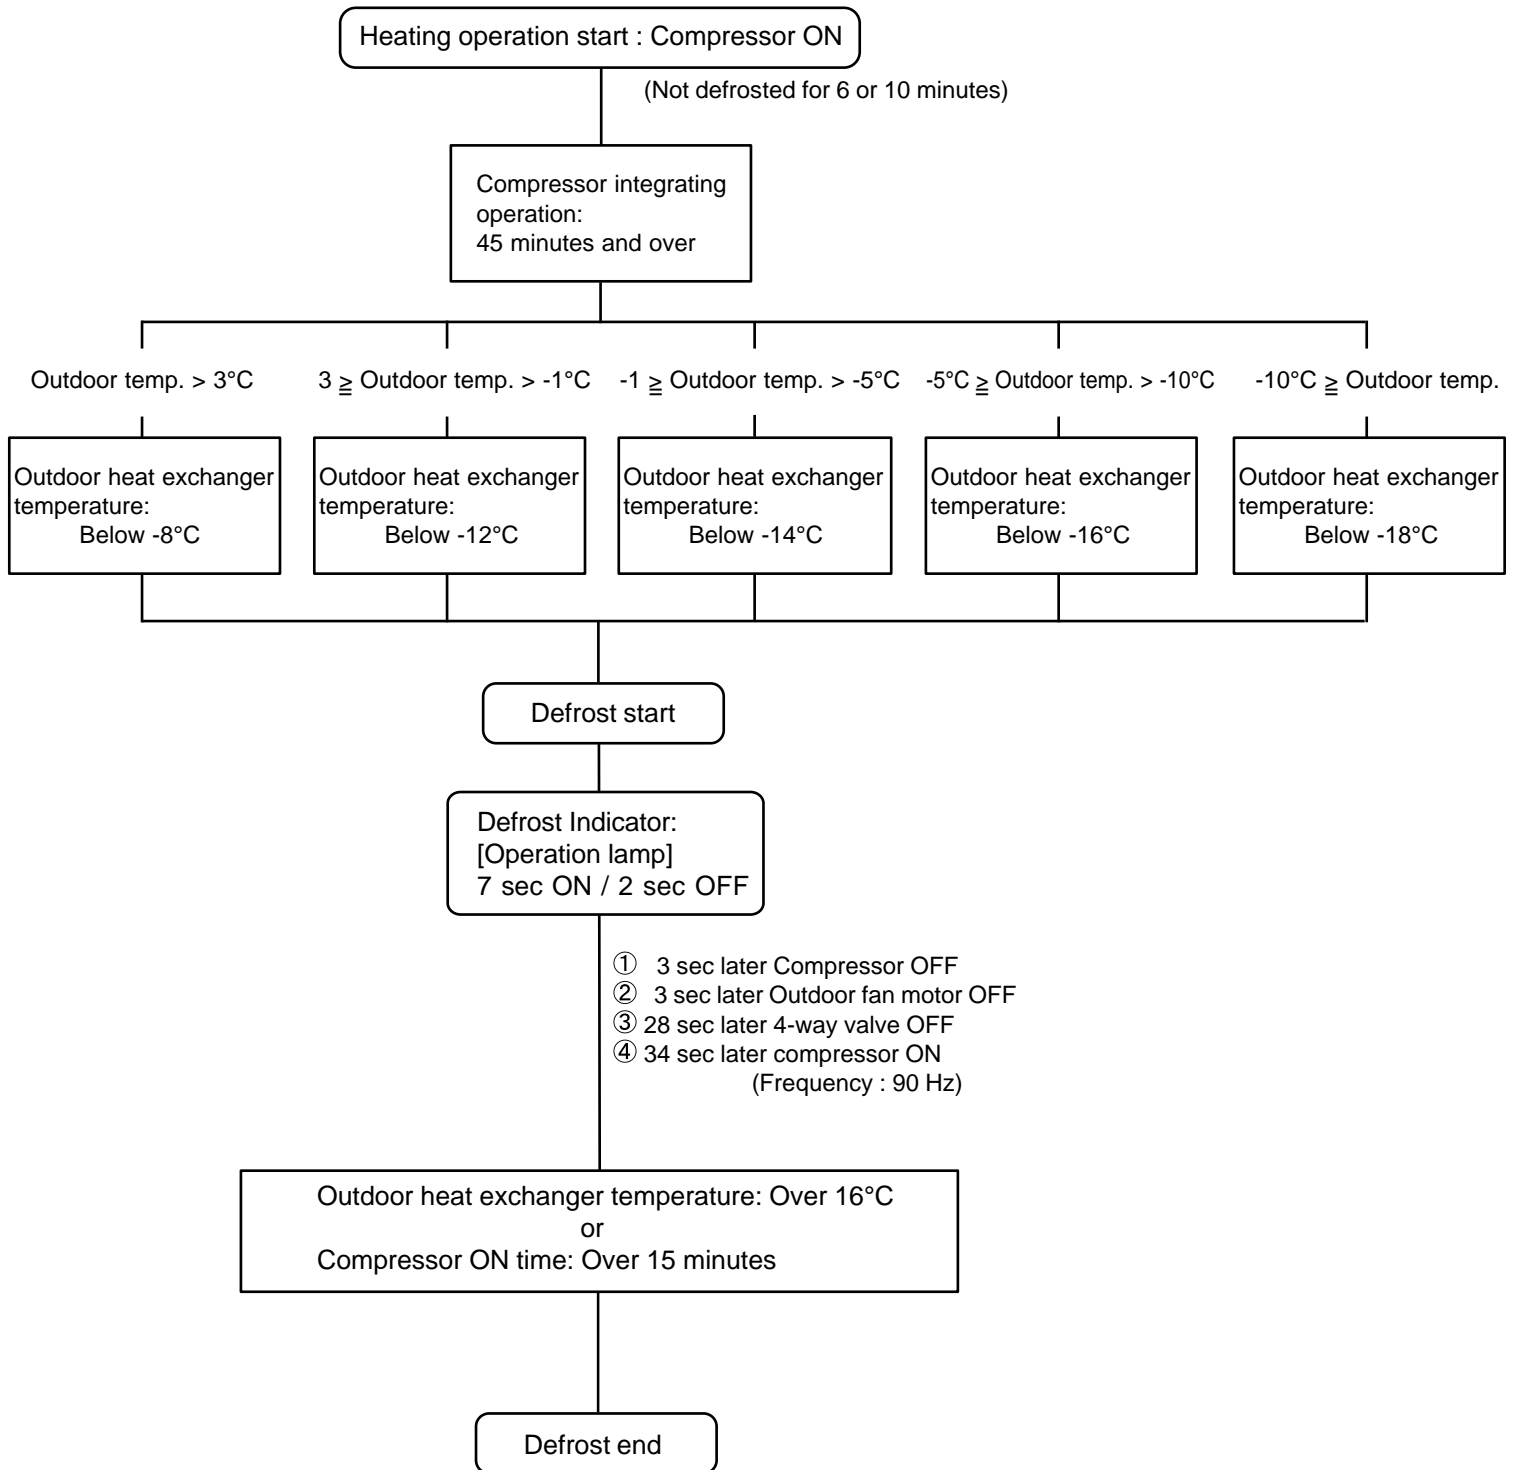 Heating operation start : Compressor ON
(Not defrosted for 6 or 10 minutes)
Compressor integrating
operation:
45 minutes and over
Outdoor temp. > 3°C
3 ≧ Outdoor temp. > -1°C
-1 ≧ Outdoor temp. > -5°C
-5°C ≧ Outdoor temp. > -10°C
-10°C ≧ Outdoor temp.
Outdoor heat exchanger
temperature:
Below -8°C
Outdoor heat exchanger
temperature:
Below -12°C
Outdoor heat exchanger
temperature:
Below -14°C
Outdoor heat exchanger
temperature:
Below -16°C
Outdoor heat exchanger
temperature:
Below -18°C
Defrost start
Defrost Indicator:
[Operation lamp]
7 sec ON / 2 sec OFF
① 3 sec later Compressor OFF
② 3 sec later Outdoor fan motor OFF
③ 28 sec later 4-way valve OFF
④ 34 sec later compressor ON
(Frequency : 90 Hz)
Outdoor heat exchanger temperature: Over 16°C
or
Compressor ON time: Over 15 minutes
Defrost end